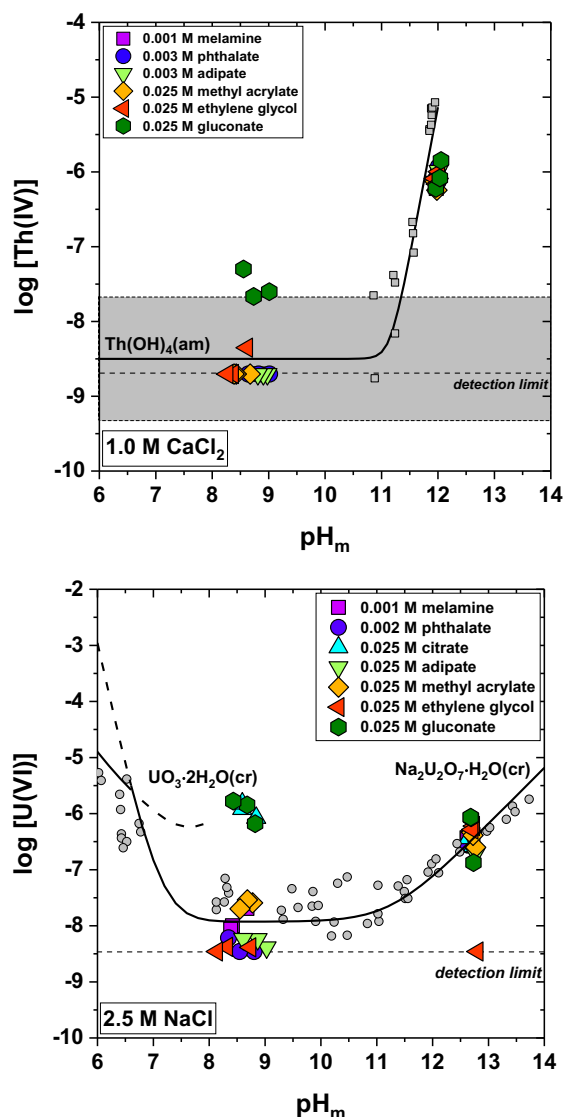 -4
0.001 M melamine
0.003 M phthalate
0.003 M adipate
0.025 M methyl acrylate
0.025 M ethylene glycol
0.025 M gluconate
-5
-6
-7
-8
-9
-10
log [Th(IV)]
Th(OH)₄(am)
detection limit
1.0 M CaCl₂
6 7 8 9 10 11 12 13 14
pHₘ
-2
0.001 M melamine
0.002 M phthalate
0.025 M citrate
0.025 M adipate
0.025 M methyl acrylate
0.025 M ethylene glycol
0.025 M gluconate
-3
-4
-5
-6
-7
-8
-9
-10
log [U(VI)]
UO₃·2H₂O(cr)
Na₂U₂O₇·H₂O(cr)
detection limit
2.5 M NaCl
6 7 8 9 10 11 12 13 14
pHₘ